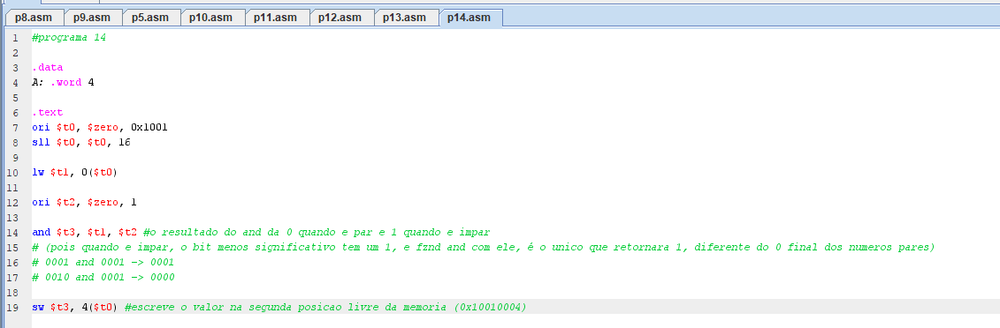 p8.asm p9.asm p5.asm p10.asm p11.asm p12.asm p13.asm p14.asm
1 #programa 14
2
3 .data
4 A: .word 4
5
6 .text
7 ori $t0, $zero, 0x1001
8 sll $t0, $t0, 16
9
10 lw $t1, 0($t0)
11
12 ori $t2, $zero, 1
13
14 and $t3, $t1, $t2 #o resultado do and da 0 quando e par e 1 quando e impar
15 # (pois quando e impar, o bit menos significativo tem um 1, e fznd and com ele, é o unico que retornara 1, diferente do 0 final dos numeros pares)
16 # 0001 and 0001 -> 0001
17 # 0010 and 0001 -> 0000
18
19 sw $t3, 4($t0) #escreve o valor na segunda posicao livre da memoria (0x10010004)